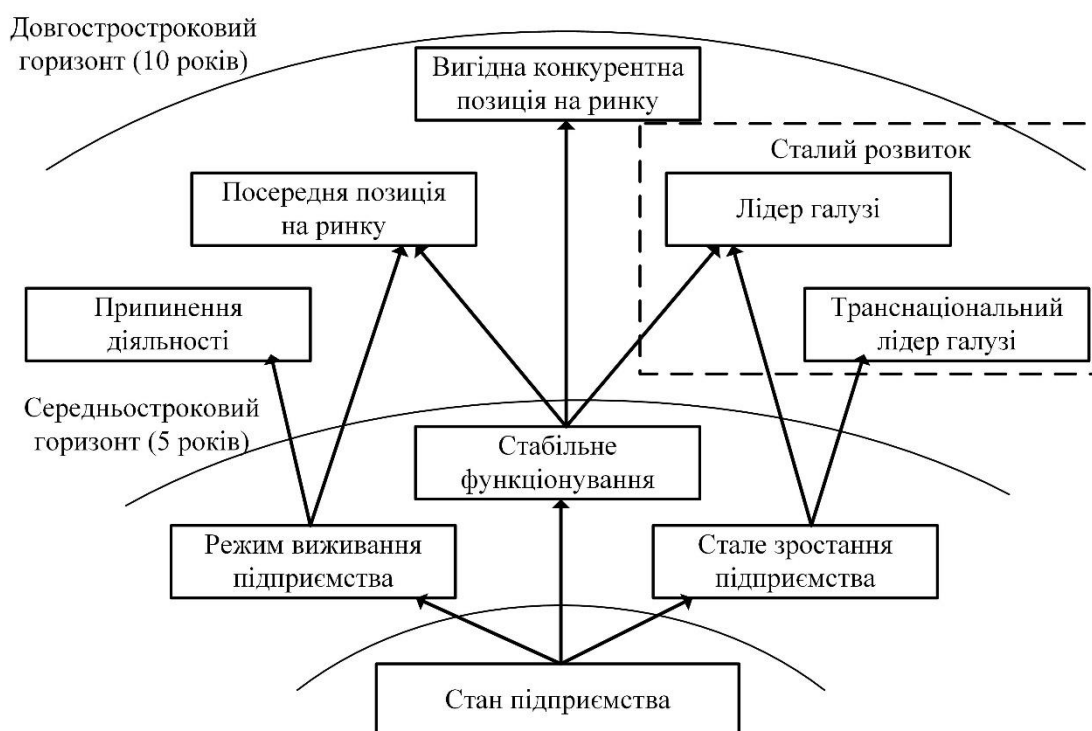 Довгостростроковий
горизонт (10 років)
Вигідна конкурентна
позиція на ринку
Сталий розвиток
Посередня позиція
на ринку
Лідер галузі
Припинення
діяльності
Транснаціональний
лідер галузі
Середньостроковий
горизонт (5 років)
Стабільне
функціонування
Режим виживання
підприємства
Стале зростання
підприємства
Стан підприємства